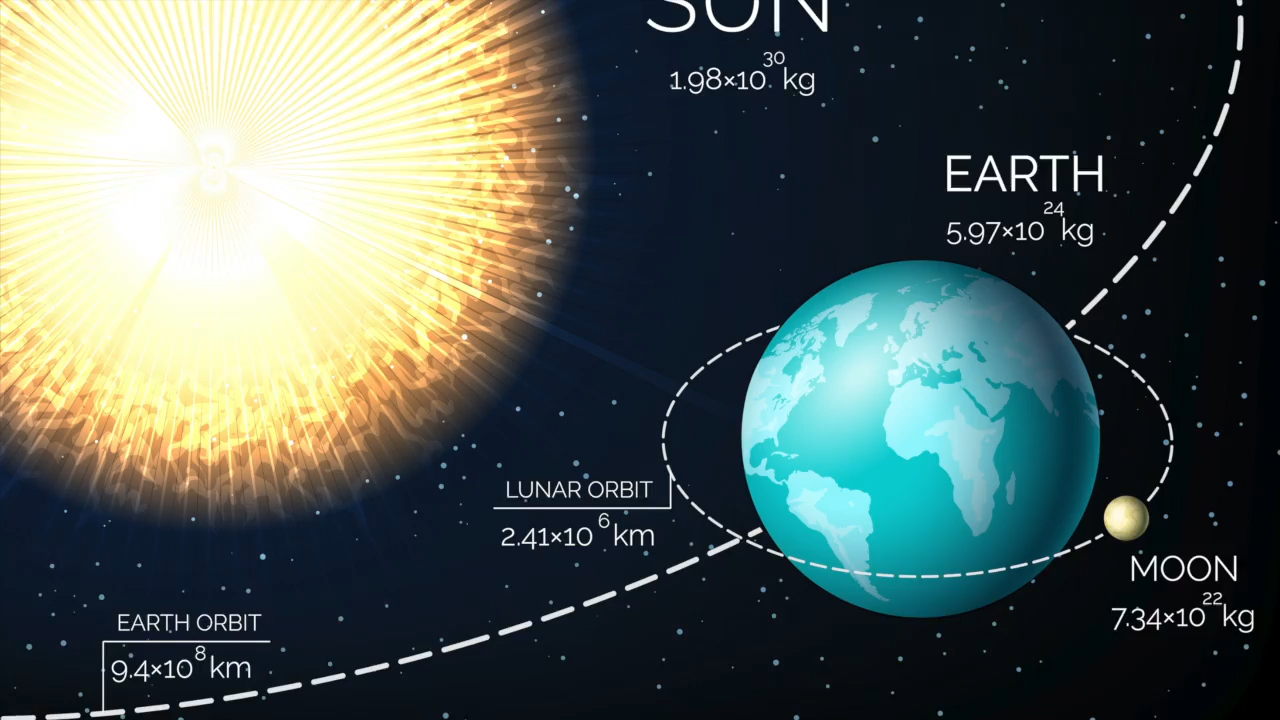 SUN
1.98×10³⁰ kg
EARTH
5.97×10²⁴ kg
LUNAR ORBIT
2.41×10⁶ km
MOON
7.34×10²² kg
EARTH ORBIT
9.4×10⁸ km